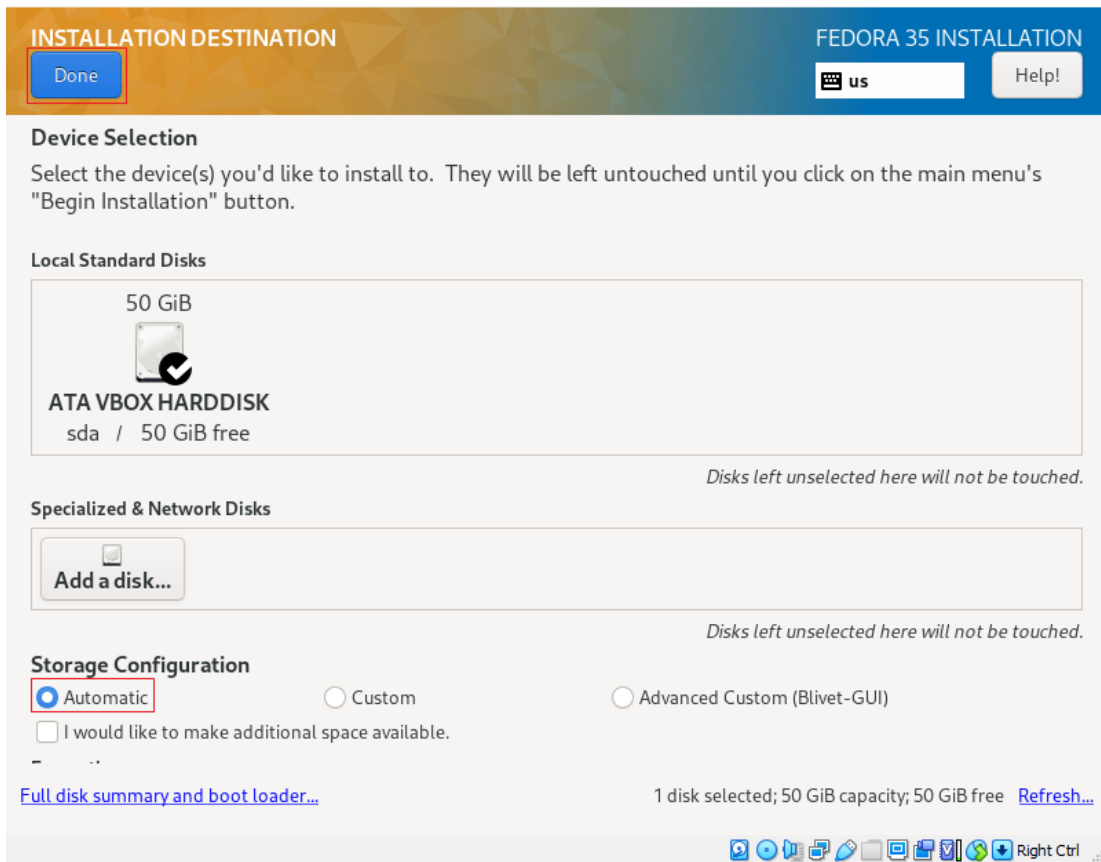 INSTALLATION DESTINATION
FEDORA 35 INSTALLATION
Done
us
Help!
Device Selection
Select the device(s) you'd like to install to. They will be left untouched until you click on the main menu's
"Begin Installation" button.
Local Standard Disks
50 GiB
ATA VBOX HARDDISK
sda / 50 GiB free
Disks left unselected here will not be touched.
Specialized & Network Disks
Add a disk...
Disks left unselected here will not be touched.
Storage Configuration
Automatic
Custom
Advanced Custom (Blivet-GUI)
I would like to make additional space available.
Full disk summary and boot loader...
1 disk selected; 50 GiB capacity; 50 GiB free Refresh...
Right Ctrl